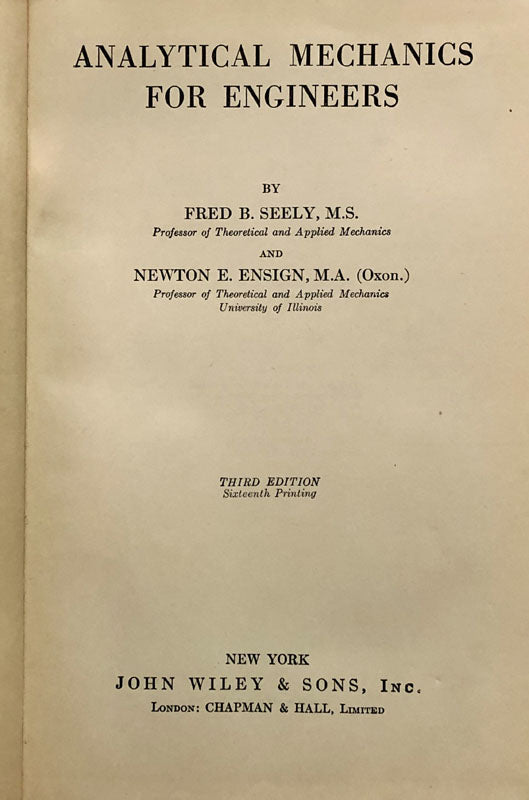 ANALYTICAL MECHANICS
FOR ENGINEERS
BY
FRED B. SEELY, M.S.
Professor of Theoretical and Applied Mechanics
AND
NEWTON E. ENSIGN, M.A. (Oxon.)
Professor of Theoretical and Applied Mechanics
University of Illinois
THIRD EDITION
Sixteenth Printing
NEW YORK
JOHN WILEY & SONS, Inc.
London: CHAPMAN & HALL, Limited